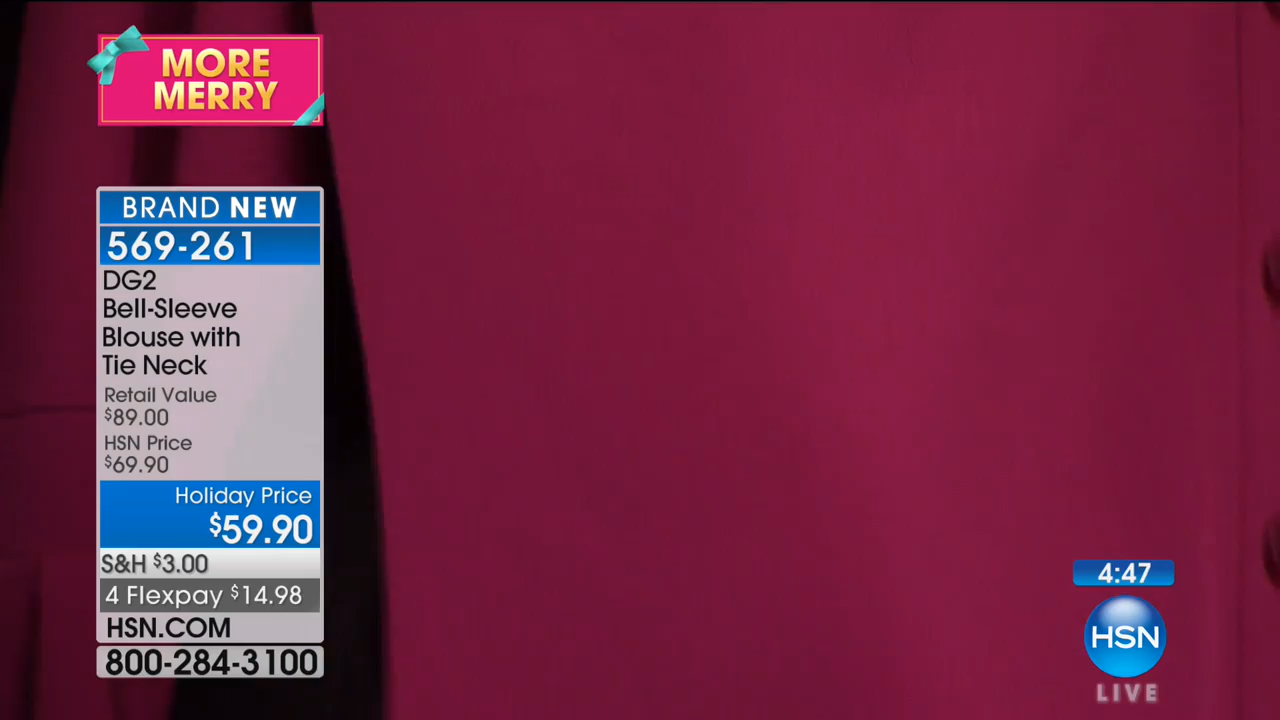 MORE
MERRY
BRAND NEW
569-261
DG2
Bell-Sleeve
Blouse with
Tie Neck
Retail Value
$89.00
HSN Price
$69.90
Holiday Price
$59.90
S&H $3.00
4 Flexpay $14.98
HSN.COM
800-284-3100
4:47
HSN
LIVE